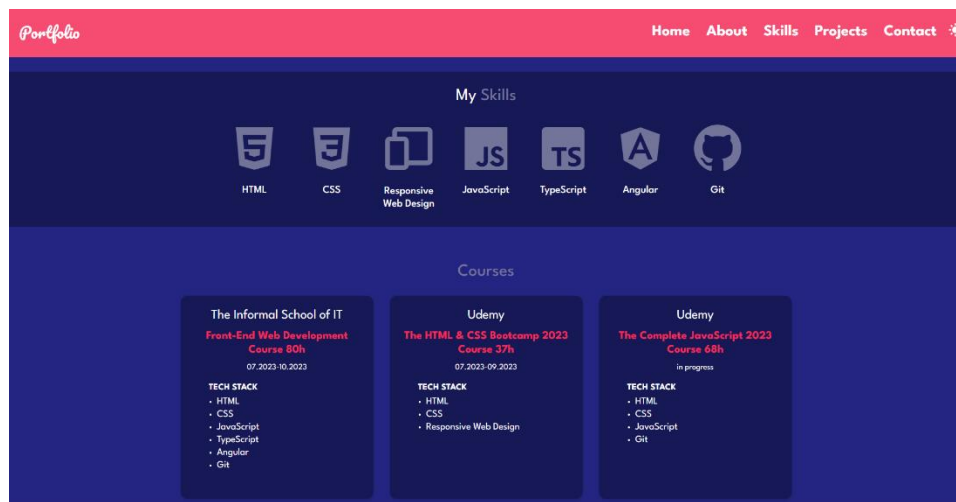 Portfolio
Home About Skills Projects Contact
My Skills
JS
TS
A
HTML
CSS
Responsive
Web Design
JavaScript
TypeScript
Angular
Git
Courses
The Informal School of IT
Front-End Web Development
Course 80h
07.2023-10.2023
TECH STACK
• HTML
• CSS
• JavaScript
• TypeScript
• Angular
• Git
Udemy
The HTML & CSS Bootcamp 2023
Course 37h
07.2023-09.2023
TECH STACK
• HTML
• CSS
• Responsive Web Design
Udemy
The Complete JavaScript 2023
Course 68h
in progress
TECH STACK
• HTML
• CSS
• JavaScript
• Git